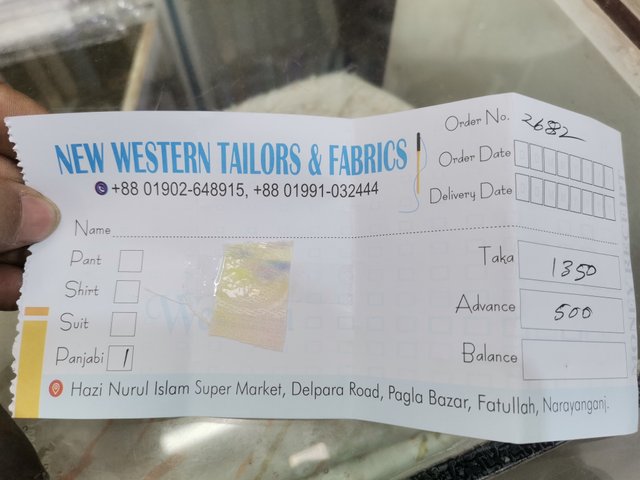 Order No. 2682
NEW WESTERN TAILORS & FABRICS
Order Date
+88 01902-648915, +88 01991-032444
Delivery Date
Name
Pant
Taka 1350
Shirt
Advance 500
Suit
Panjabi 1
Balance
Hazi Nurul Islam Super Market, Delpara Road, Pagla Bazar, Fatullah, Narayanganj.